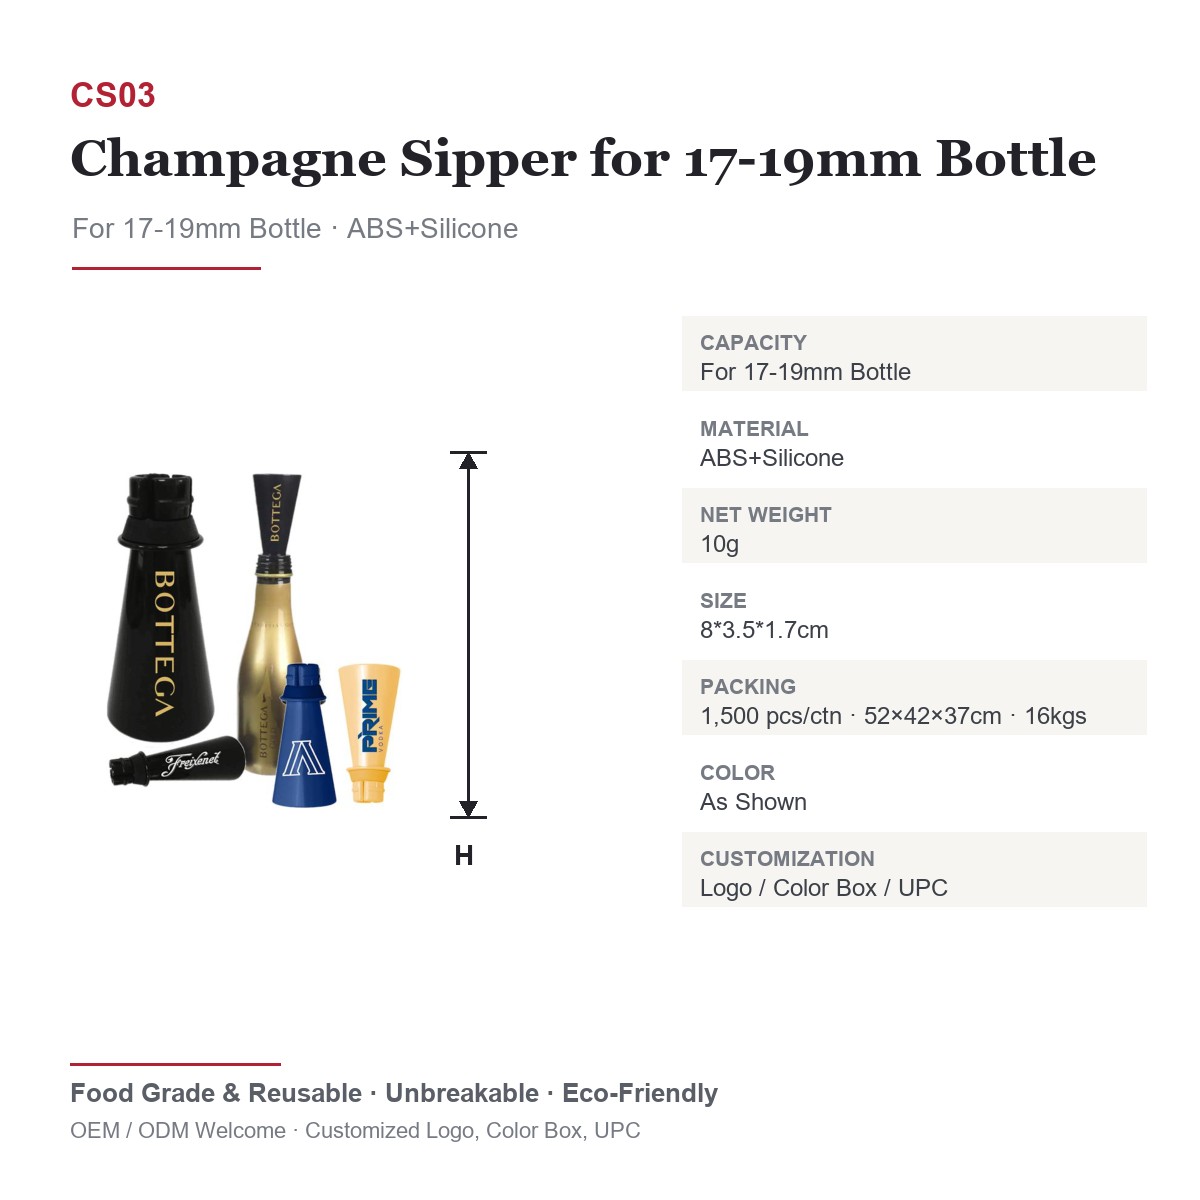 CS03
Champagne Sipper for 17-19mm Bottle
For 17-19mm Bottle · ABS+Silicone
CAPACITY
For 17-19mm Bottle
MATERIAL
ABS+Silicone
NET WEIGHT
10g
SIZE
8*3.5*1.7cm
PACKING
1,500 pcs/ctn · 52×42×37cm · 16kgs
COLOR
As Shown
CUSTOMIZATION
Logo / Color Box / UPC
BOTTEGA
BOTTEGA
BOTTEGA
Freixenet
PRIME
VODKA
H
Food Grade & Reusable · Unbreakable · Eco-Friendly
OEM / ODM Welcome · Customized Logo, Color Box, UPC